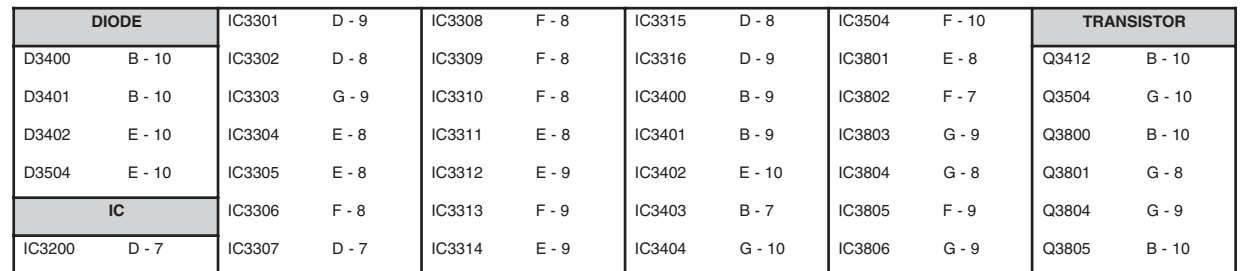 DIODE IC3301 D - 9 IC3308 F - 8 IC3315 D - 8 IC3504 F - 10 TRANSISTOR
D3400 B - 10 IC3302 D - 8 IC3309 F - 8 IC3316 D - 9 IC3801 E - 8 Q3412 B - 10
D3401 B - 10 IC3303 G - 9 IC3310 F - 8 IC3400 B - 9 IC3802 F - 7 Q3504 G - 10
D3402 E - 10 IC3304 E - 8 IC3311 E - 8 IC3401 B - 9 IC3803 G - 9 Q3800 B - 10
D3504 E - 10 IC3305 E - 8 IC3312 E - 9 IC3402 E - 10 IC3804 G - 8 Q3801 G - 8
IC IC3306 F - 8 IC3313 F - 9 IC3403 B - 7 IC3805 F - 9 Q3804 G - 9
IC3200 D - 7 IC3307 D - 7 IC3314 E - 9 IC3404 G - 10 IC3806 G - 9 Q3805 B - 10